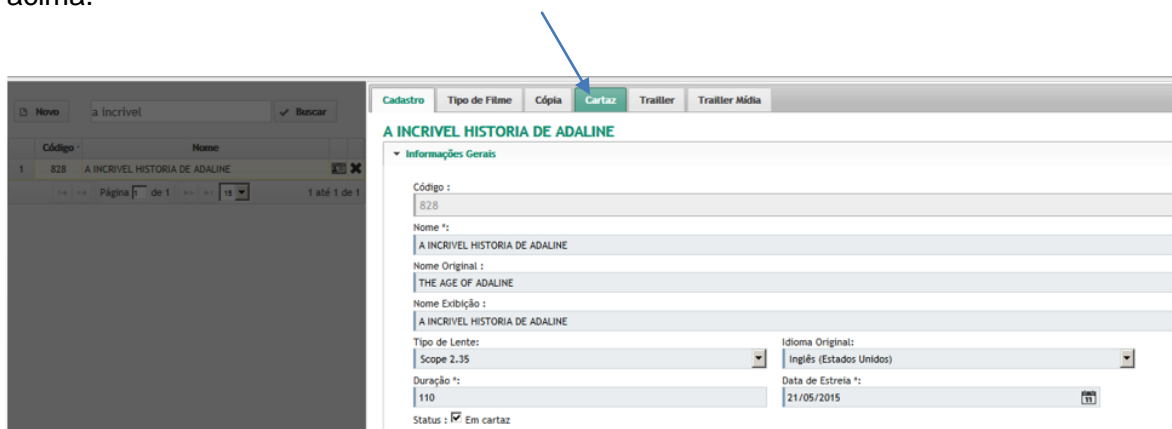 acima.
Novo a incrivel Buscar
Código Nome
1 828 A INCRIVEL HISTORIA DE ADALINE
Página 1 de 1 15 1 até 1 de 1
Cadastro Tipo de Filme Cópia Cartaz Trailler Trailler Mídia
A INCRIVEL HISTORIA DE ADALINE
Informações Gerais
Código :
828
Nome *:
A INCRIVEL HISTORIA DE ADALINE
Nome Original :
THE AGE OF ADALINE
Nome Exibição :
A INCRIVEL HISTORIA DE ADALINE
Tipo de Lente: Idioma Original:
Scope 2.35 Inglês (Estados Unidos)
Duração *: Data de Estreia *:
110 21/05/2015
Status : Em cartaz